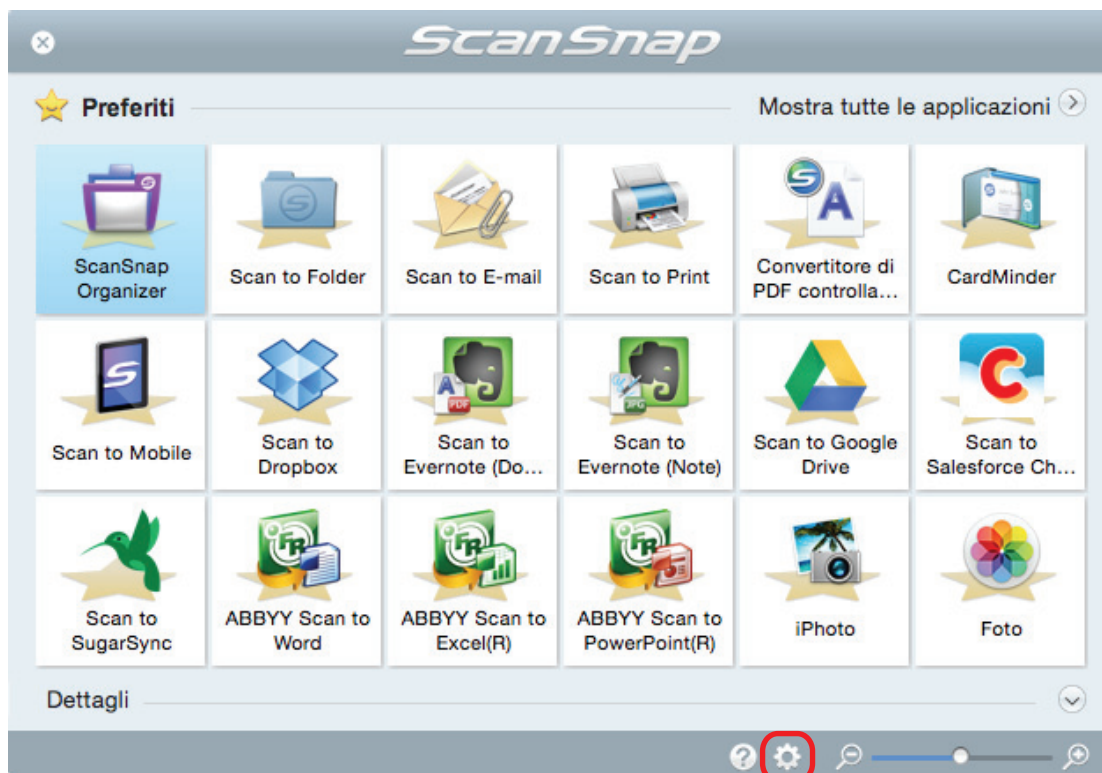 ScanSnap
Preferiti
Mostra tutte le applicazioni
ScanSnap
Organizer
Scan to Folder
Scan to E-mail
Scan to Print
Convertitore di
PDF controlla...
CardMinder
Scan to Mobile
Scan to
Dropbox
Scan to
Evernote (Do...
Scan to
Evernote (Note)
Scan to Google
Drive
Scan to
Salesforce Ch...
Scan to
SugarSync
ABBYY Scan to
Word
ABBYY Scan to
Excel(R)
ABBYY Scan to
PowerPoint(R)
iPhoto
Foto
Dettagli